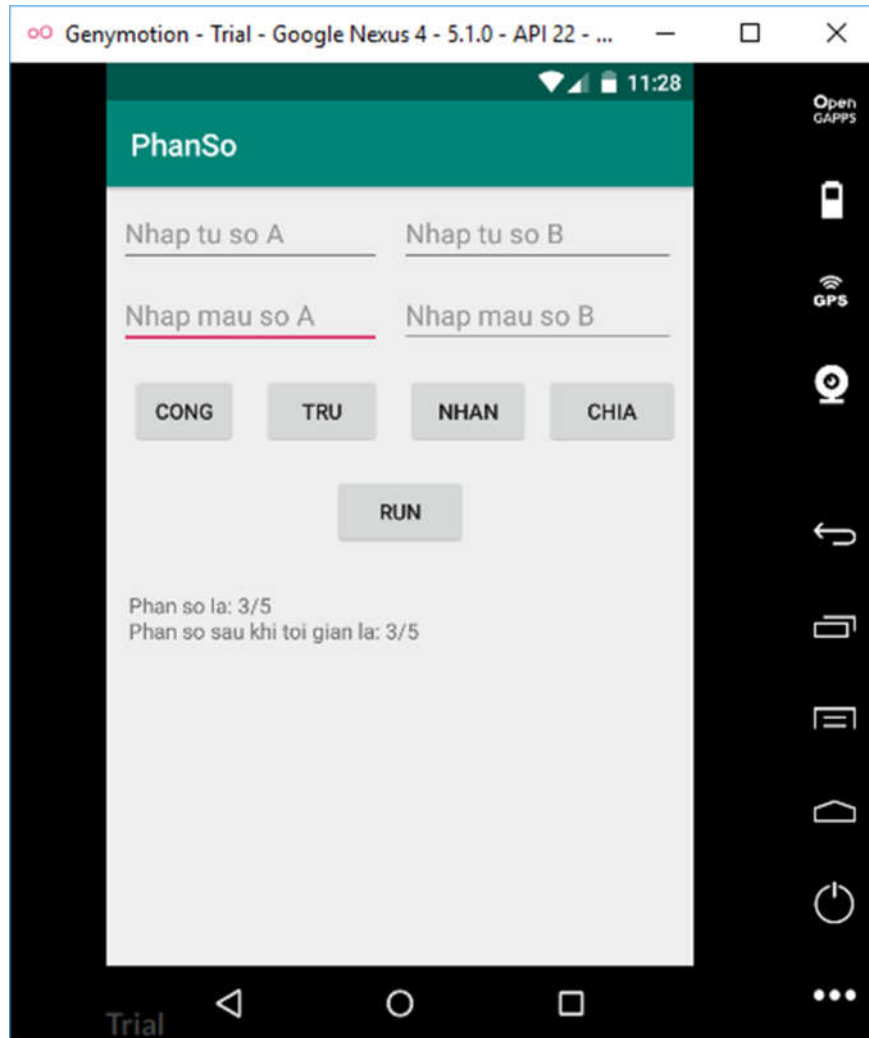 Genymotion - Trial - Google Nexus 4 - 5.1.0 - API 22 - ...
11:28
Open
GAPPS
PhanSo
Nhap tu so A
Nhap tu so B
GPS
Nhap mau so A
Nhap mau so B
CONG
TRU
NHAN
CHIA
RUN
Phan so la: 3/5
Phan so sau khi toi gian la: 3/5
Trial